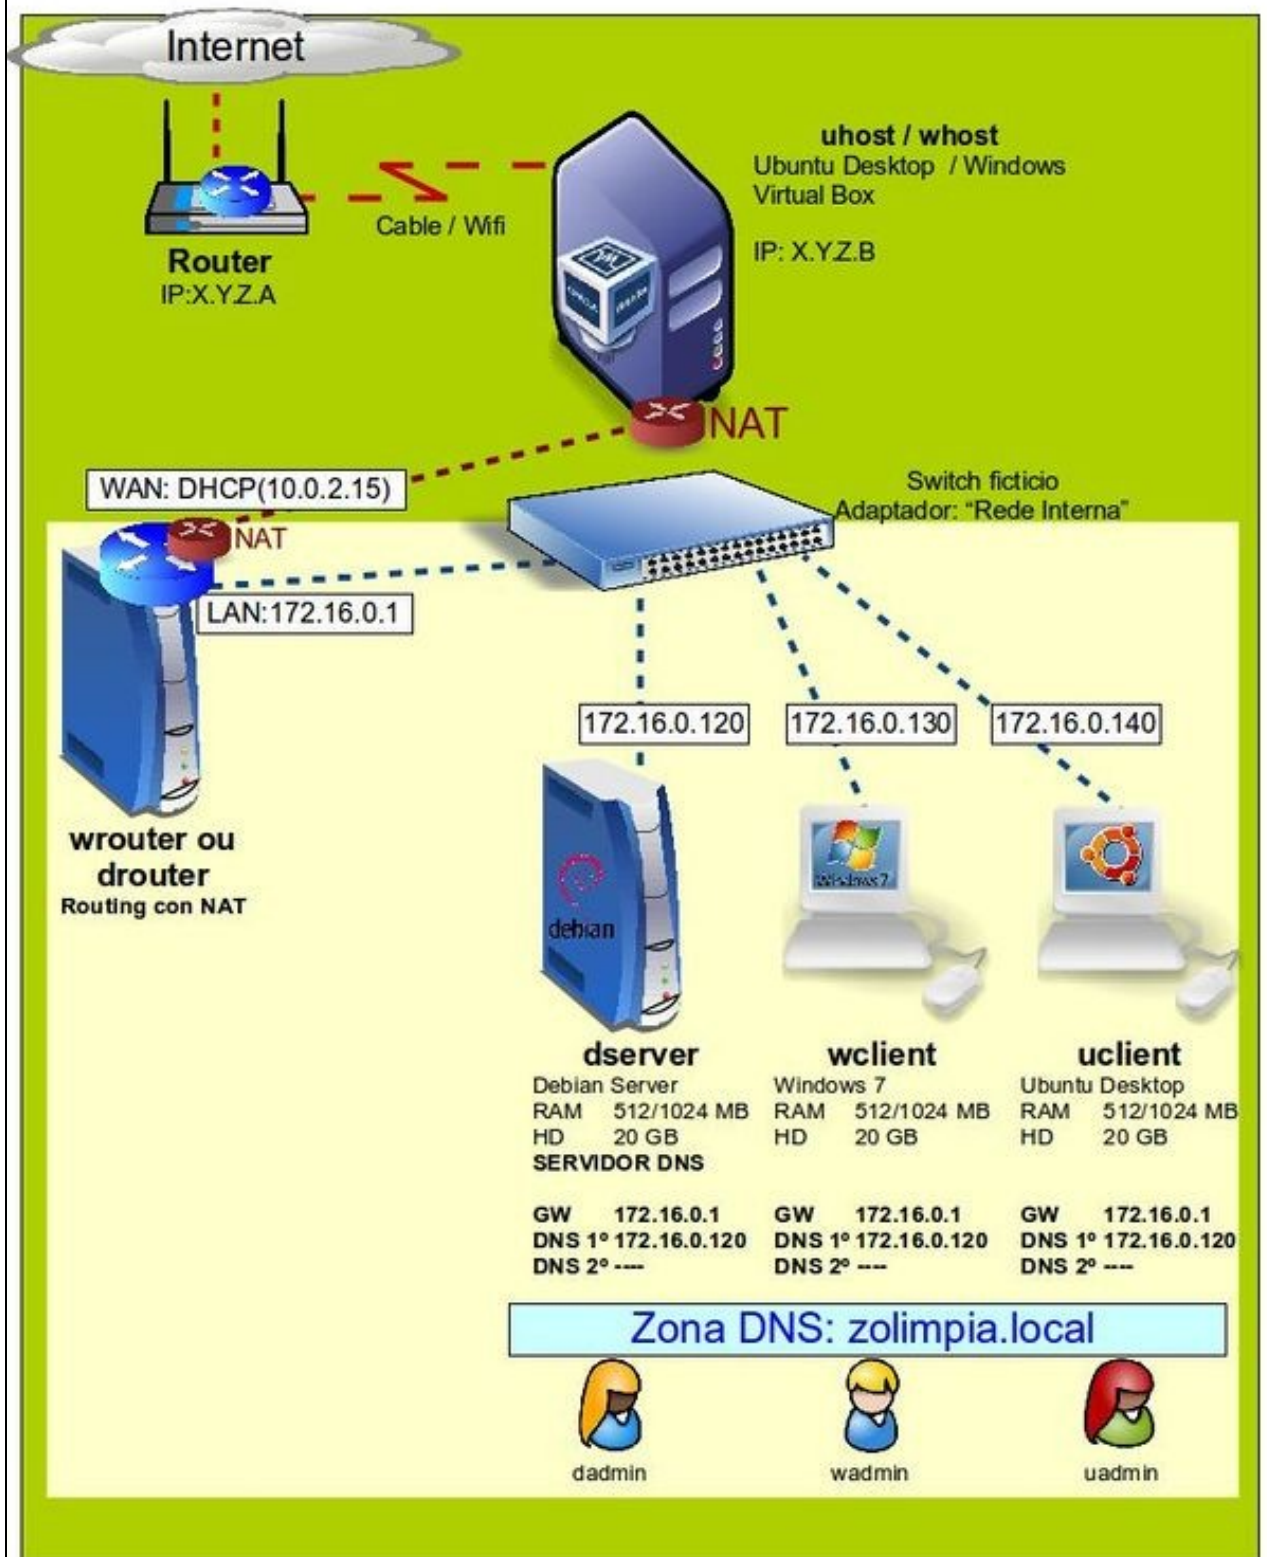 Internet
uhost / whost
Ubuntu Desktop / Windows
Virtual Box
IP: X.Y.Z.B
Cable / Wifi
Router
IP:X.Y.Z.A
NAT
WAN: DHCP(10.0.2.15)
Switch ficticio
Adaptador: “Rede Interna”
NAT
LAN:172.16.0.1
172.16.0.120
172.16.0.130
172.16.0.140
wrouter ou
drouter
Routing con NAT
debian
Windows 7
dserver
Debian Server
RAM 512/1024 MB
HD 20 GB
SERVIDOR DNS
GW 172.16.0.1
DNS 1º 172.16.0.120
DNS 2º ----
wclient
Windows 7
RAM 512/1024 MB
HD 20 GB
GW 172.16.0.1
DNS 1º 172.16.0.120
DNS 2º ----
uclient
Ubuntu Desktop
RAM 512/1024 MB
HD 20 GB
GW 172.16.0.1
DNS 1º 172.16.0.120
DNS 2º ----
Zona DNS: zolimpia.local
dadmin
wadmin
uadmin